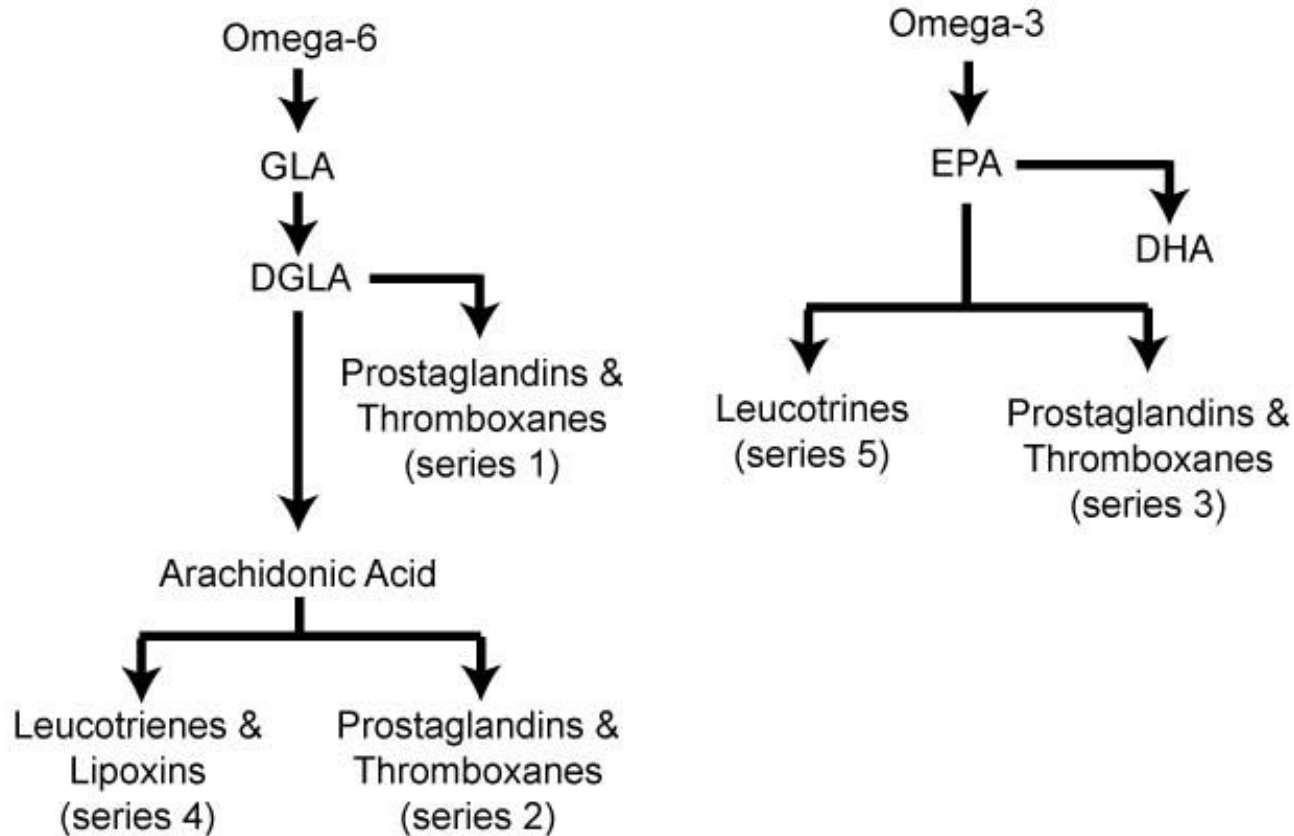 Omega-6
GLA
DGLA
Prostaglandins &
Thromboxanes
(series 1)
Arachidonic Acid
Leucotrienes &
Lipoxins
(series 4)
Prostaglandins &
Thromboxanes
(series 2)
Omega-3
EPA
DHA
Leucotrines
(series 5)
Prostaglandins &
Thromboxanes
(series 3)